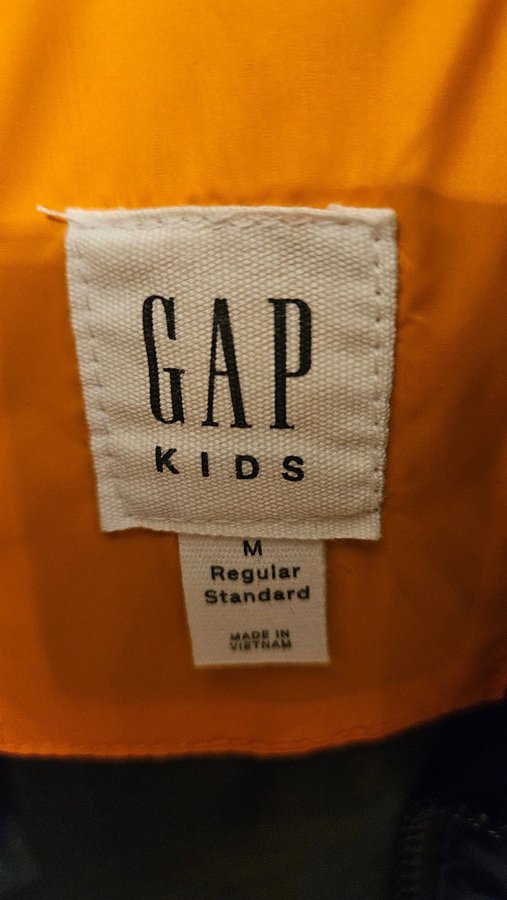 GAP
KIDS
M
Regular
Standard
MADE IN
VIETNAM